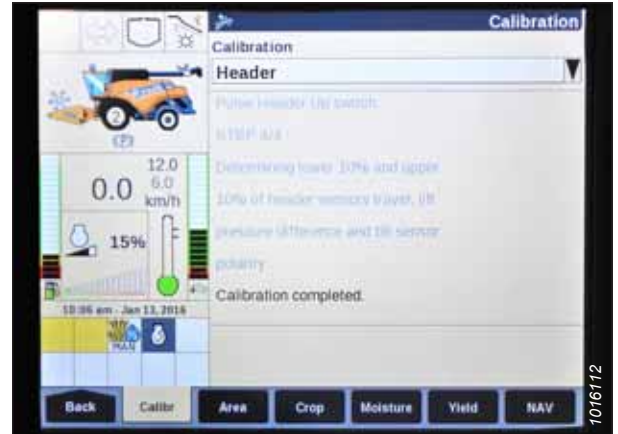 Calibration
Calibration
Header
Pulse Header Up switch.
STEP 4/4
Determining lower 10% and upper
10% of header sensors travel, lift
pressure difference and tilt sensor
polarity
Calibration completed.
2
(P)
12.0
0.0
6.0
km/h
15%
10:06 am - Jan 13, 2016
MAX
Back
Calibr
Area
Crop
Moisture
Yield
NAV
1016112